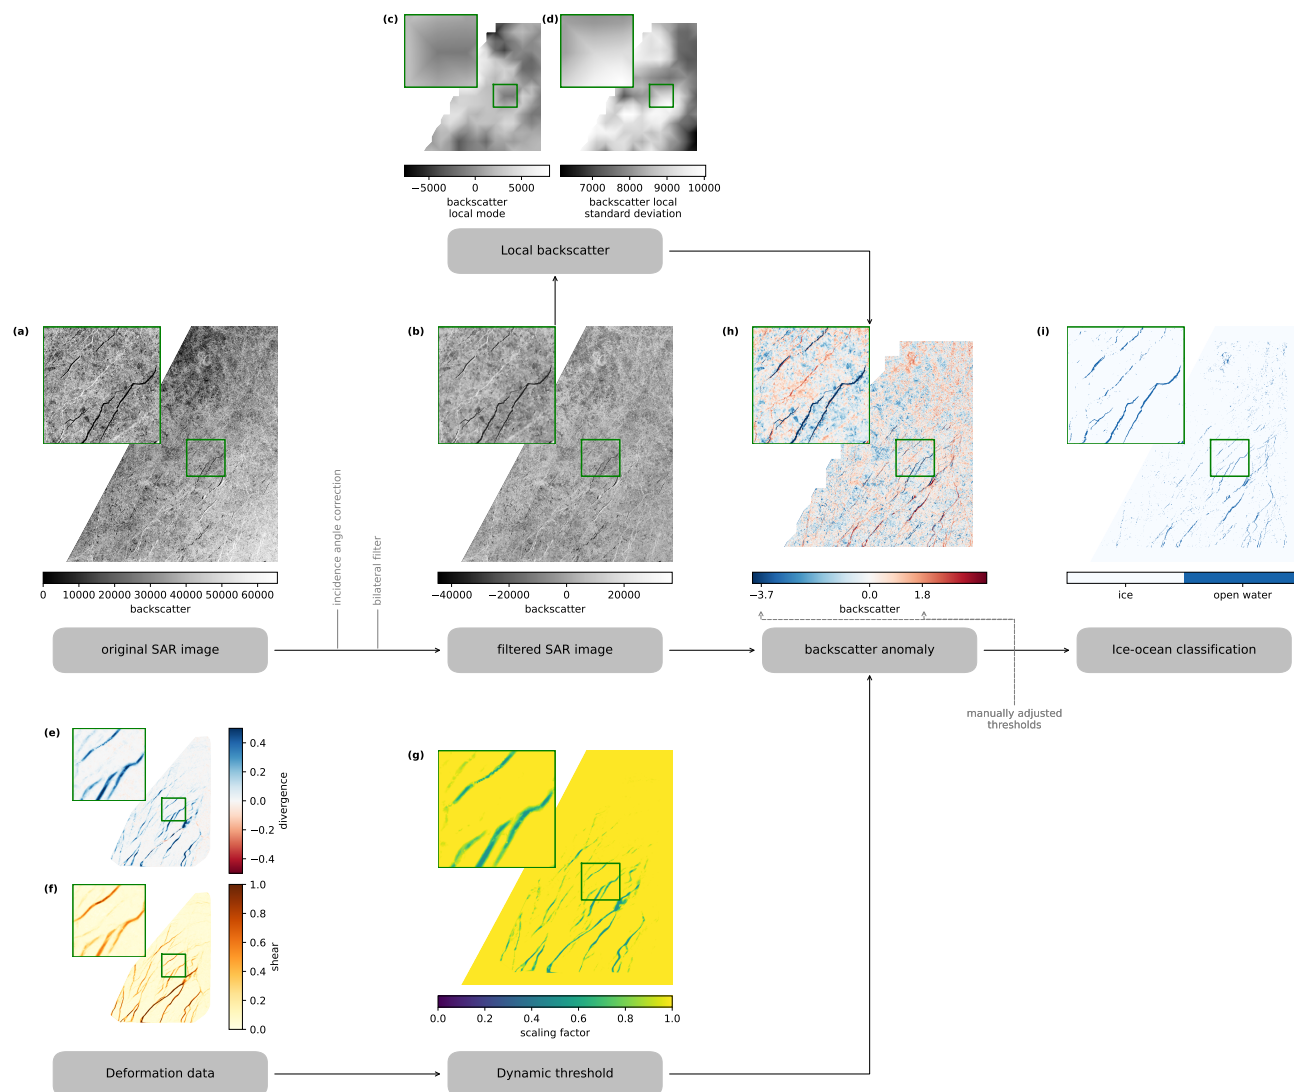 (c)
(d)
−5000 0 5000
backscatter
local mode
7000 8000 9000 10000
backscatter local
standard deviation
Local backscatter
(a)
(b)
(h)
(i)
0 10000 20000 30000 40000 50000 60000
backscatter
incidence angle correction
bilateral filter
−40000 −20000 0 20000
backscatter
−3.7 0.0 1.8
backscatter
ice open water
original SAR image
filtered SAR image
backscatter anomaly
Ice-ocean classification
manually adjusted
thresholds
(e)
0.4
0.2
0.0
−0.2
−0.4
divergence
(f)
1.0
0.8
0.6
0.4
0.2
0.0
shear
(g)
0.0 0.2 0.4 0.6 0.8 1.0
scaling factor
Deformation data
Dynamic threshold